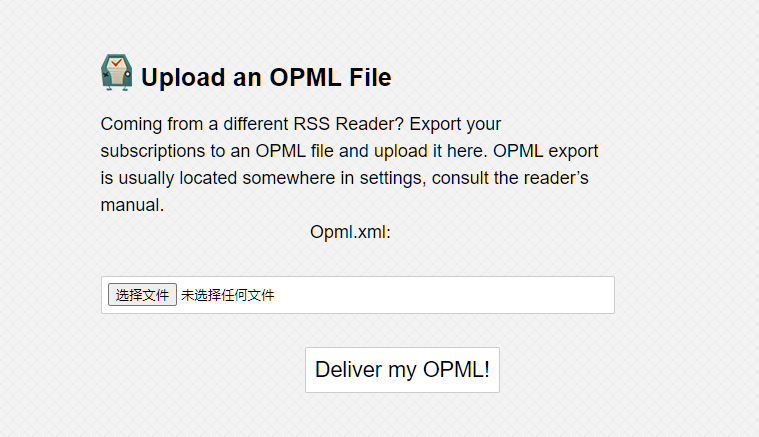 Upload an OPML File
Coming from a different RSS Reader? Export your
subscriptions to an OPML file and upload it here. OPML export
is usually located somewhere in settings, consult the reader’s
manual.
Opml.xml:
选择文件 未选择任何文件
Deliver my OPML!